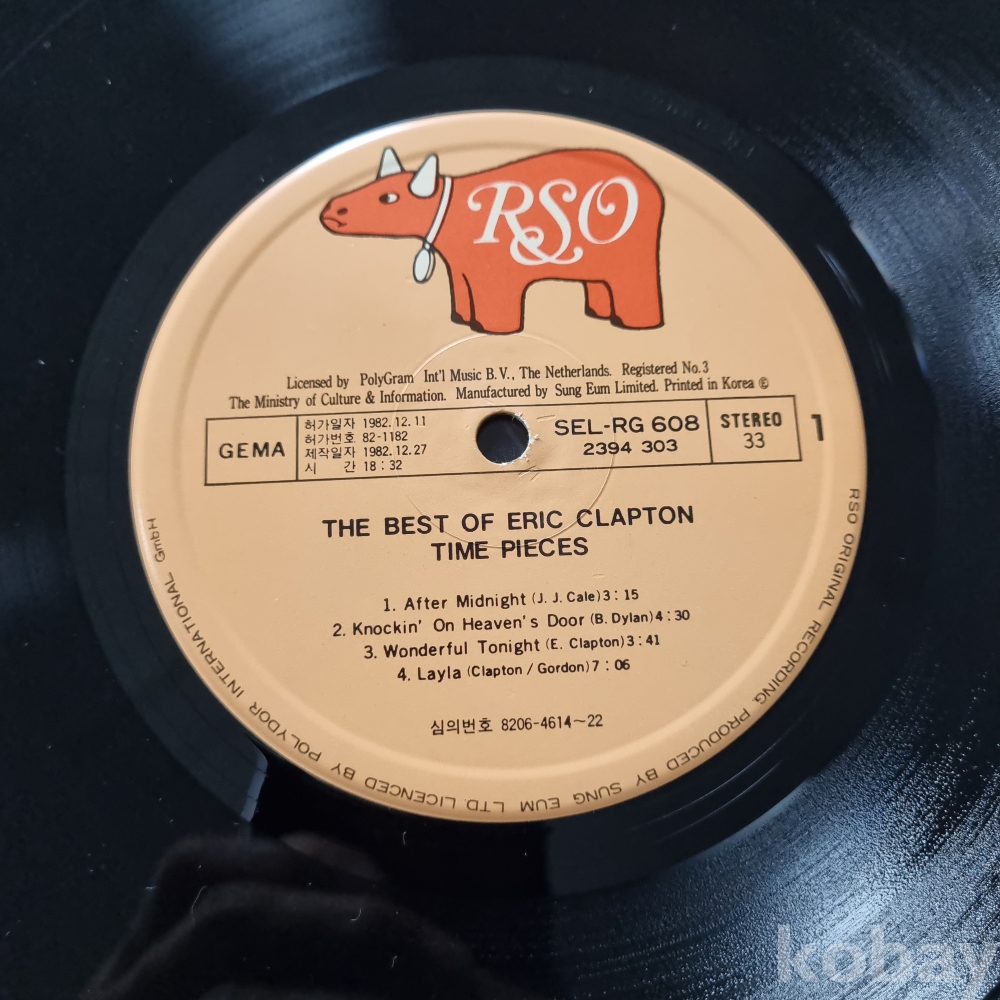 RSO
Licensed by PolyGram Int'l Music B.V., The Netherlands. Registered No.3
The Ministry of Culture & Information. Manufactured by Sung Eum Limited. Printed in Korea ℗
GEMA
허가일자 1982.12.11
허가번호 82-1182
제작일자 1982.12.27
시 간 18:32
SEL-RG 608
2394 303
STEREO
33
1
THE BEST OF ERIC CLAPTON
TIME PIECES
1. After Midnight (J. J. Cale) 3:15
2. Knockin' On Heaven's Door (B. Dylan) 4:30
3. Wonderful Tonight (E. Clapton) 3:41
4. Layla (Clapton / Gordon) 7:06
심의번호 8206-4614~22
RSO ORIGINAL RECORDING. PRODUCED BY SUNG EUM LTD. LICENCED BY POLYDOR INTERNATIONAL GmbH
kobay